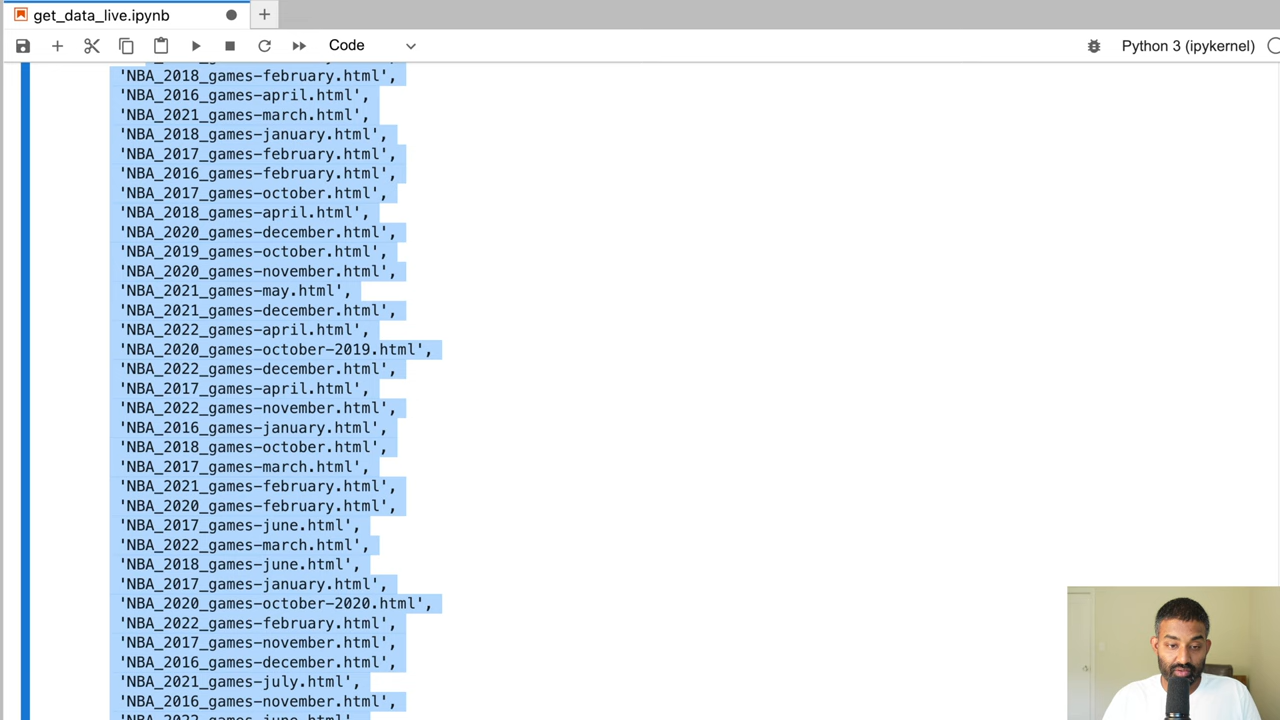 get_data_live.ipynb
Code
Python 3 (ipykernel)
'NBA_2018_games-february.html',
'NBA_2016_games-april.html',
'NBA_2021_games-march.html',
'NBA_2018_games-january.html',
'NBA_2017_games-february.html',
'NBA_2016_games-february.html',
'NBA_2017_games-october.html',
'NBA_2018_games-april.html',
'NBA_2020_games-december.html',
'NBA_2019_games-october.html',
'NBA_2020_games-november.html',
'NBA_2021_games-may.html',
'NBA_2021_games-december.html',
'NBA_2022_games-april.html',
'NBA_2020_games-october-2019.html',
'NBA_2022_games-december.html',
'NBA_2017_games-april.html',
'NBA_2022_games-november.html',
'NBA_2016_games-january.html',
'NBA_2018_games-october.html',
'NBA_2017_games-march.html',
'NBA_2021_games-february.html',
'NBA_2020_games-february.html',
'NBA_2017_games-june.html',
'NBA_2022_games-march.html',
'NBA_2018_games-june.html',
'NBA_2017_games-january.html',
'NBA_2020_games-october-2020.html',
'NBA_2022_games-february.html',
'NBA_2017_games-november.html',
'NBA_2016_games-december.html',
'NBA_2021_games-july.html',
'NBA_2016_games-november.html',
'NBA_2022_games-june.html',